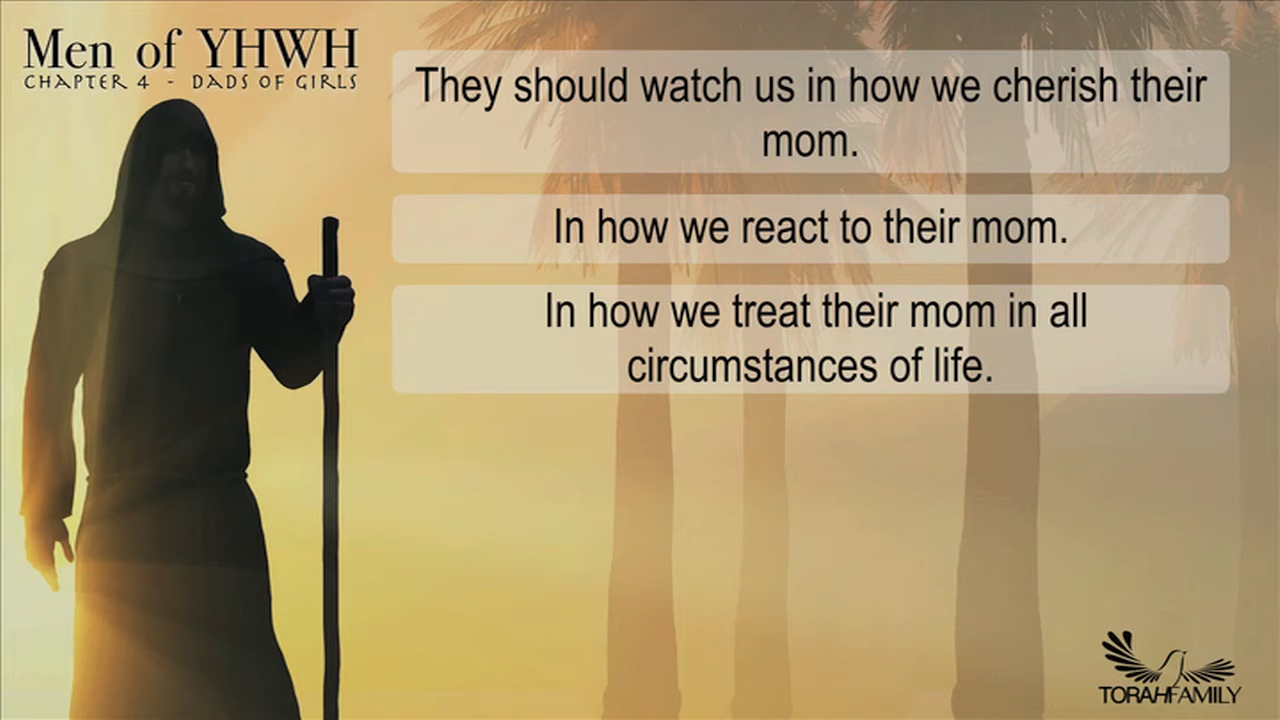 Men of YHWH
CHAPTER 4 - DADS OF GIRLS
They should watch us in how we cherish their
mom.
In how we react to their mom.
In how we treat their mom in all
circumstances of life.
TORAHFAMILY